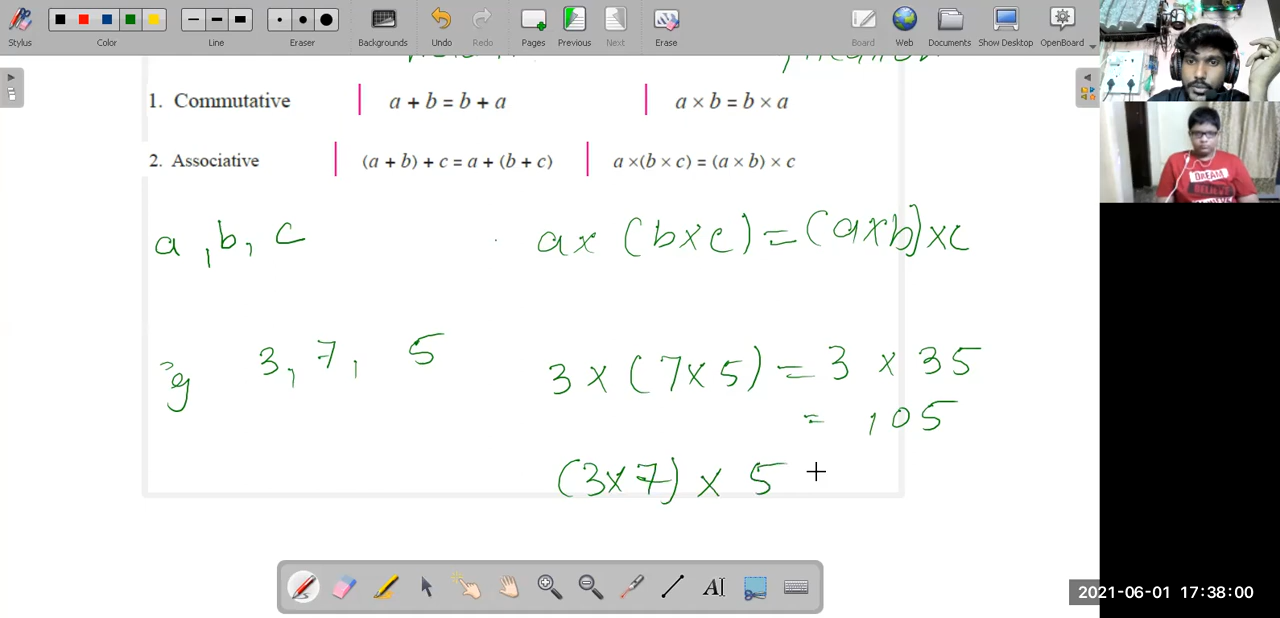 Stylus Color Line Eraser Backgrounds Undo Redo Pages Previous Next Erase Board Web Documents Show Desktop OpenBoard
1. Commutative | a + b = b + a | a × b = b × a
2. Associative | (a + b) + c = a + (b + c) | a ×(b × c) = (a × b) × c
a , b, c
a × (b × c) = (a × b) × c
3, 7, 5
3 × (7 × 5) = 3 × 35
= 105
(3 × 7) × 5
DREAM
BELIEVE
2021-06-01 17:38:00